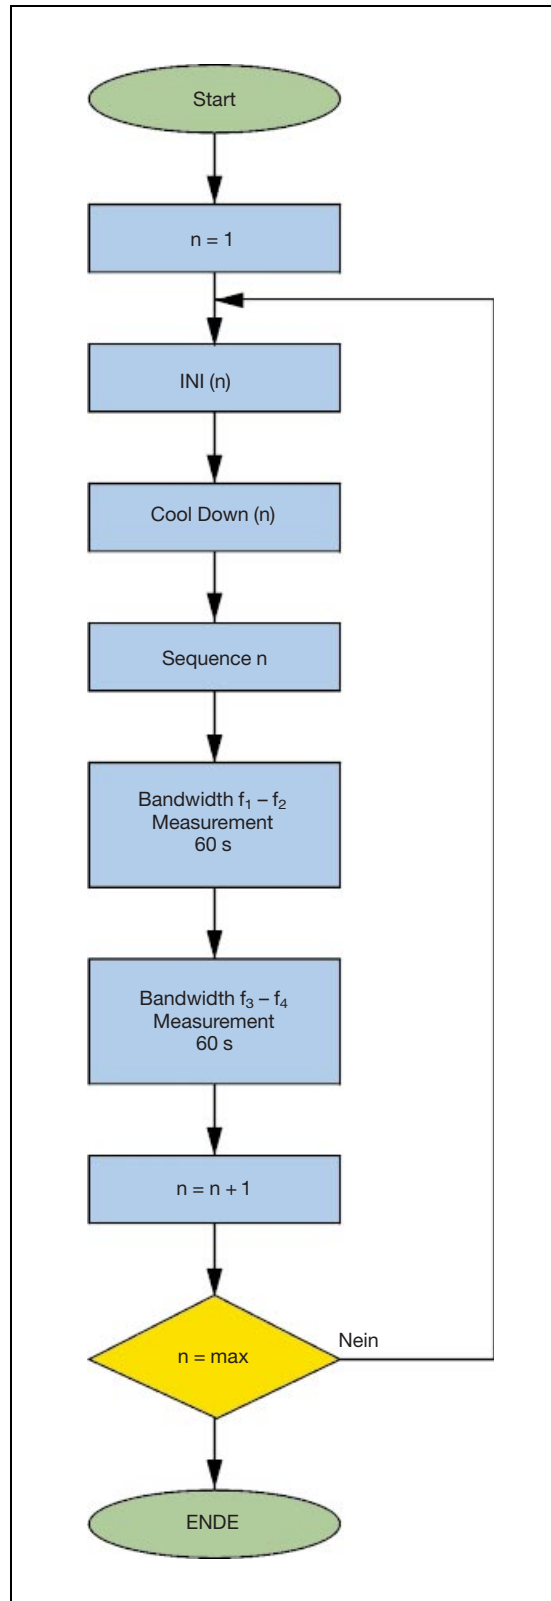 Start
n = 1
INI (n)
Cool Down (n)
Sequence n
Bandwidth f₁ – f₂
Measurement
60 s
Bandwidth f₃ – f₄
Measurement
60 s
n = n + 1
n = max
Nein
ENDE